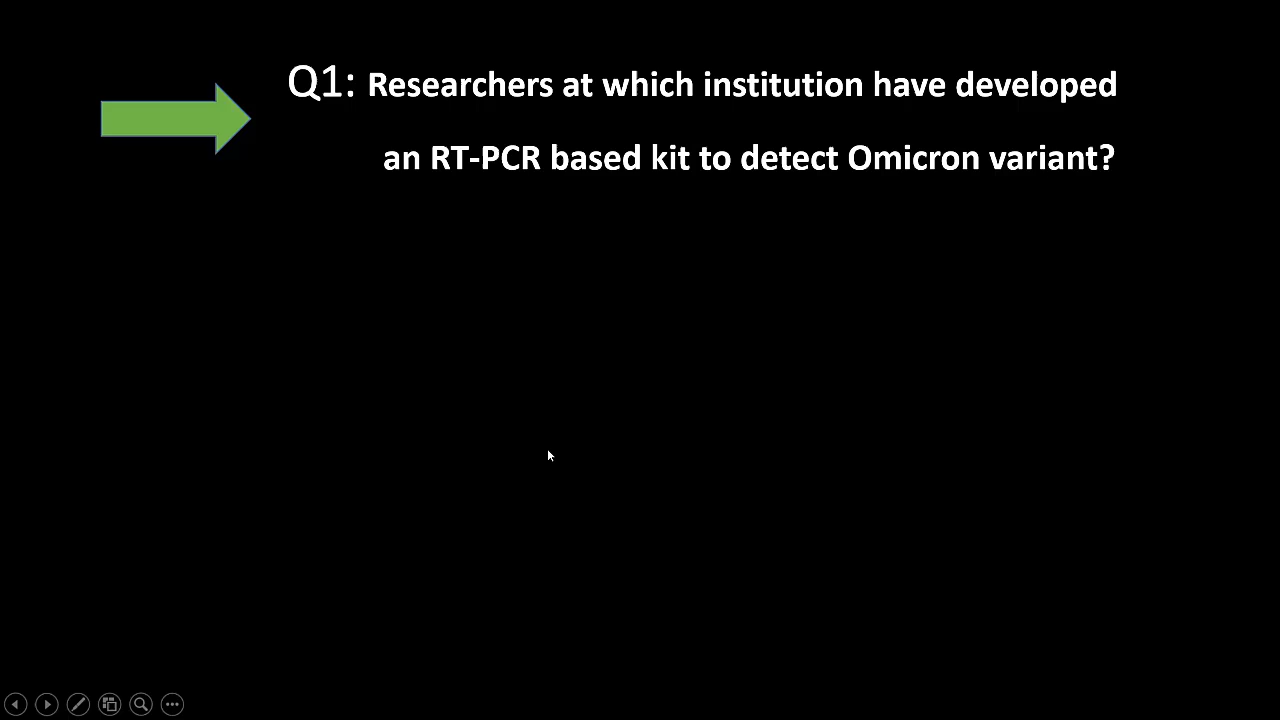 Q1: Researchers at which institution have developed
an RT-PCR based kit to detect Omicron variant?